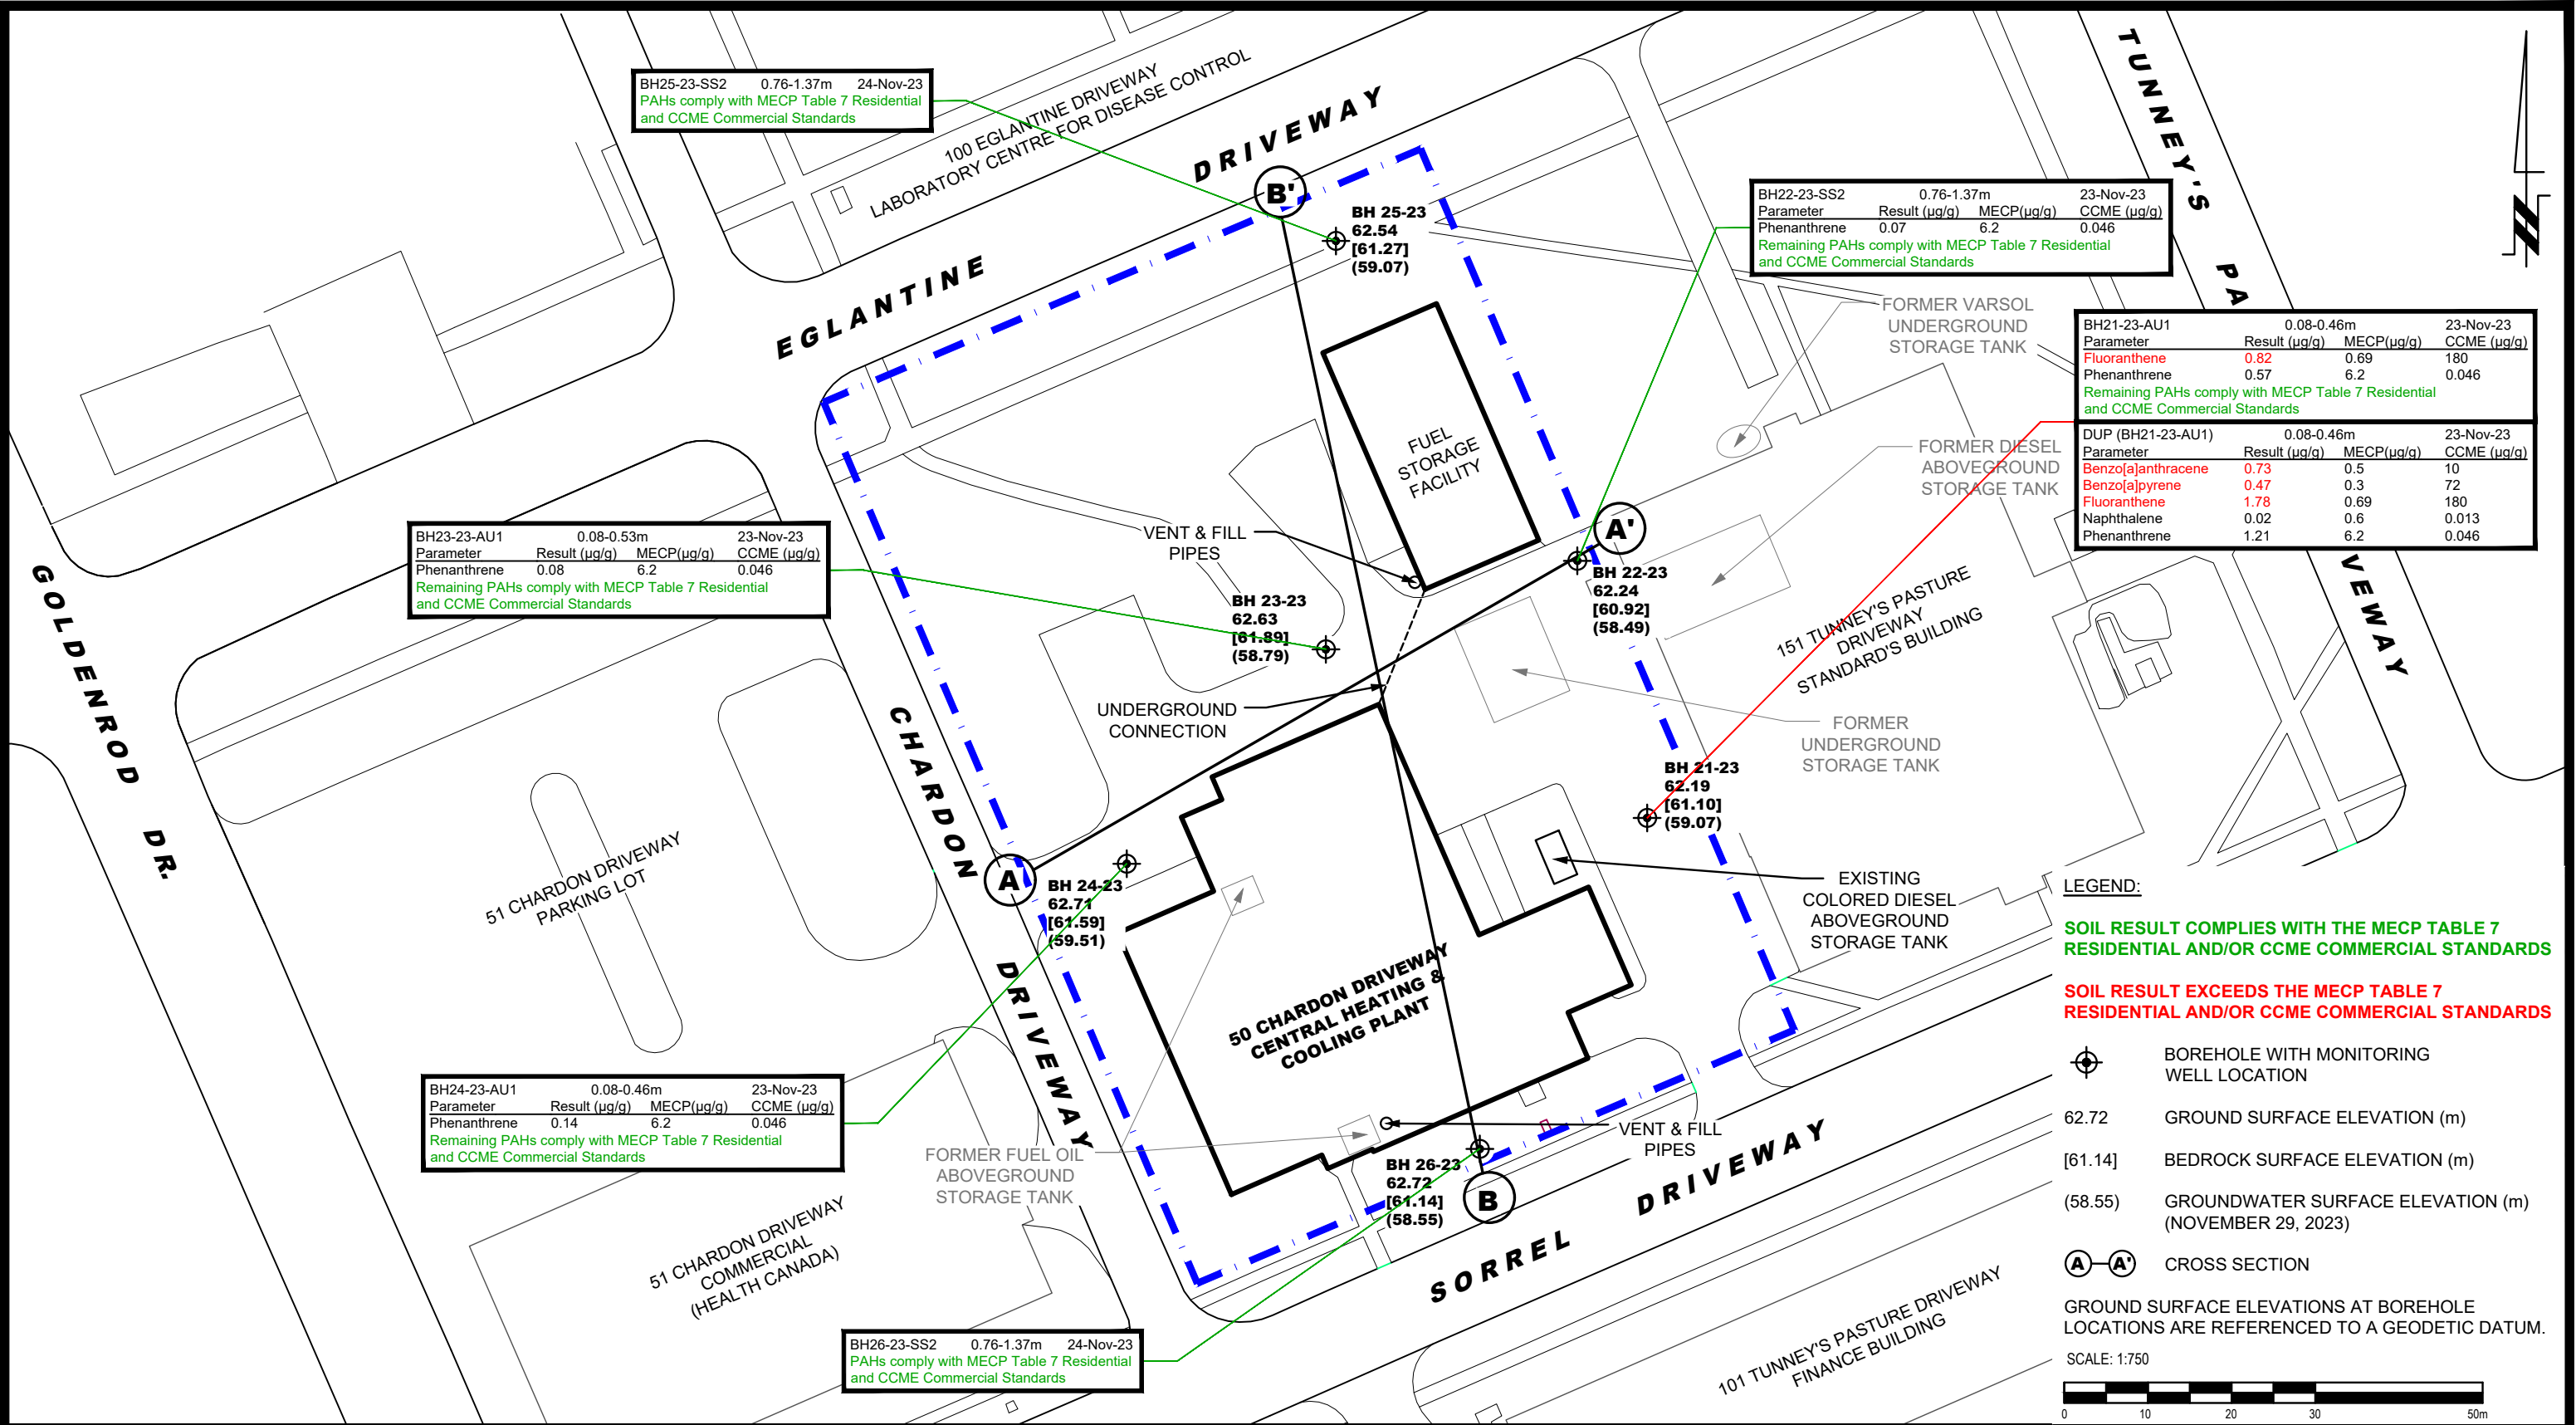 BH25-23-SS2 0.76-1.37m 24-Nov-23
PAHs comply with MECP Table 7 Residential
and CCME Commercial Standards
100 EGLANTINE DRIVEWAY
LABORATORY CENTRE FOR DISEASE CONTROL
EGLANTINE DRIVEWAY
B'
BH 25-23
62.54
[61.27]
(59.07)
BH22-23-SS2 0.76-1.37m 23-Nov-23
Parameter Result (µg/g) MECP(µg/g) CCME (µg/g)
Phenanthrene 0.07 6.2 0.046
Remaining PAHs comply with MECP Table 7 Residential
and CCME Commercial Standards
TUNNEY'S PA
VEWAY
FORMER VARSOL
UNDERGROUND
STORAGE TANK
BH21-23-AU1 0.08-0.46m 23-Nov-23
Parameter Result (µg/g) MECP(µg/g) CCME (µg/g)
Fluoranthene 0.82 0.69 180
Phenanthrene 0.57 6.2 0.046
Remaining PAHs comply with MECP Table 7 Residential
and CCME Commercial Standards
DUP (BH21-23-AU1) 0.08-0.46m 23-Nov-23
Parameter Result (µg/g) MECP(µg/g) CCME (µg/g)
Benzo[a]anthracene 0.73 0.5 10
Benzo[a]pyrene 0.47 0.3 72
Fluoranthene 1.78 0.69 180
Naphthalene 0.02 0.6 0.013
Phenanthrene 1.21 6.2 0.046
FORMER DIESEL
ABOVEGROUND
STORAGE TANK
FUEL
STORAGE
FACILITY
VENT & FILL
PIPES
A'
BH 22-23
62.24
[60.92]
(58.49)
BH23-23-AU1 0.08-0.53m 23-Nov-23
Parameter Result (µg/g) MECP(µg/g) CCME (µg/g)
Phenanthrene 0.08 6.2 0.046
Remaining PAHs comply with MECP Table 7 Residential
and CCME Commercial Standards
BH 23-23
62.63
[61.89]
(58.79)
GOLDENROD DR.
151 TUNNEY'S PASTURE
DRIVEWAY
STANDARD'S BUILDING
UNDERGROUND
CONNECTION
FORMER
UNDERGROUND
STORAGE TANK
CHARDON DRIVEWAY
BH 21-23
62.19
[61.10]
(59.07)
51 CHARDON DRIVEWAY
PARKING LOT
A
BH 24-23
62.71
[61.59]
(59.51)
EXISTING
COLORED DIESEL
ABOVEGROUND
STORAGE TANK
50 CHARDON DRIVEWAY
CENTRAL HEATING &
COOLING PLANT
BH24-23-AU1 0.08-0.46m 23-Nov-23
Parameter Result (µg/g) MECP(µg/g) CCME (µg/g)
Phenanthrene 0.14 6.2 0.046
Remaining PAHs comply with MECP Table 7 Residential
and CCME Commercial Standards
FORMER FUEL OIL
ABOVEGROUND
STORAGE TANK
VENT & FILL
PIPES
BH 26-23
62.72
[61.14]
(58.55)
B
SORREL DRIVEWAY
51 CHARDON DRIVEWAY
COMMERCIAL
(HEALTH CANADA)
BH26-23-SS2 0.76-1.37m 24-Nov-23
PAHs comply with MECP Table 7 Residential
and CCME Commercial Standards
101 TUNNEY'S PASTURE DRIVEWAY
FINANCE BUILDING
LEGEND:
SOIL RESULT COMPLIES WITH THE MECP TABLE 7
RESIDENTIAL AND/OR CCME COMMERCIAL STANDARDS
SOIL RESULT EXCEEDS THE MECP TABLE 7
RESIDENTIAL AND/OR CCME COMMERCIAL STANDARDS
BOREHOLE WITH MONITORING
WELL LOCATION
62.72 GROUND SURFACE ELEVATION (m)
[61.14] BEDROCK SURFACE ELEVATION (m)
(58.55) GROUNDWATER SURFACE ELEVATION (m)
(NOVEMBER 29, 2023)
A A' CROSS SECTION
GROUND SURFACE ELEVATIONS AT BOREHOLE
LOCATIONS ARE REFERENCED TO A GEODETIC DATUM.
SCALE: 1:750
0 10 20 30 50m